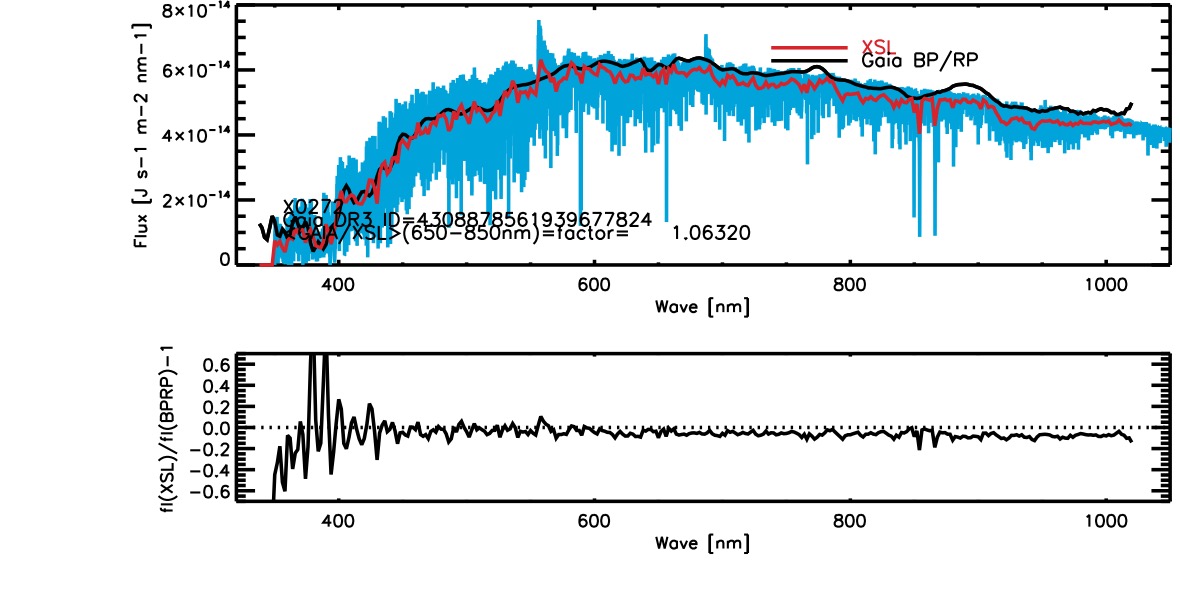 8×10⁻¹⁴
6×10⁻¹⁴
4×10⁻¹⁴
2×10⁻¹⁴
0
Flux [J s−1 m−2 nm−1]
XSL
Gaia BP/RP
X0272
Gaia DR3 ID=4308878561939677824
<GAIA/XSL>(650−850nm)=factor= 1.06320
400 600 800 1000
Wave [nm]
0.6
0.4
0.2
0.0
−0.2
−0.4
−0.6
fl(XSL)/fl(BPRP)−1
400 600 800 1000
Wave [nm]